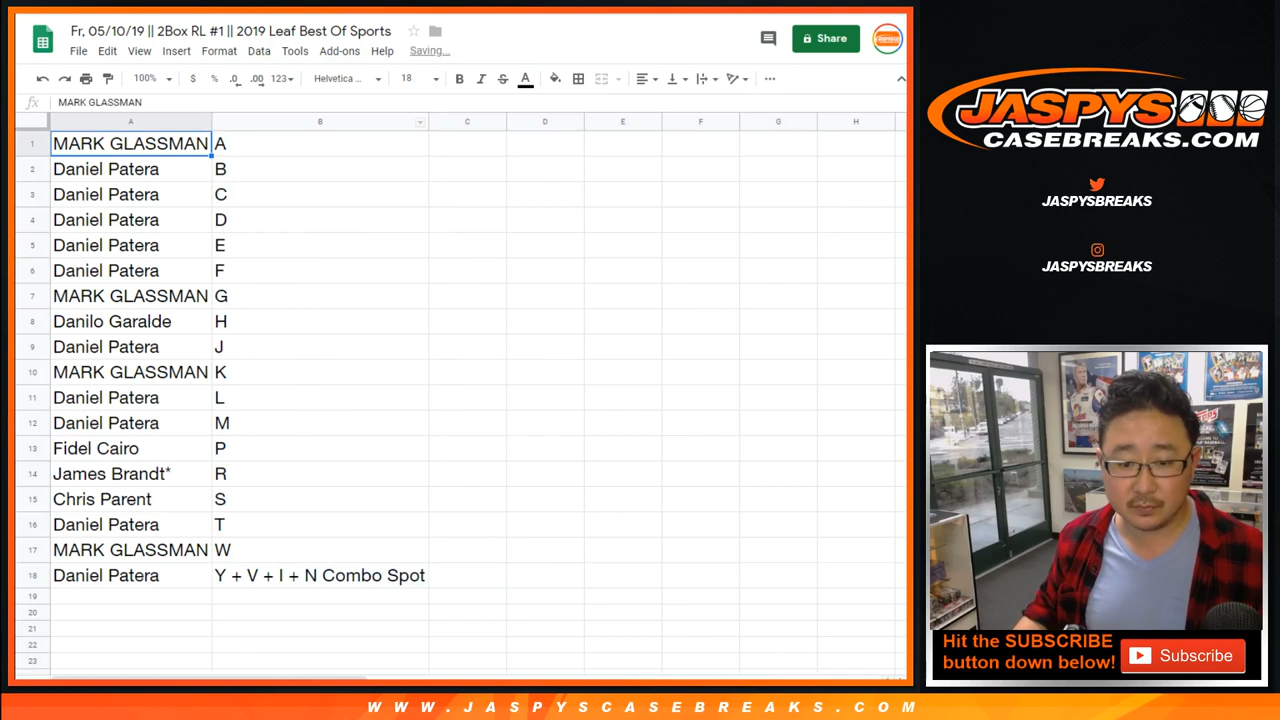 Fr, 05/10/19 || 2Box RL #1 || 2019 Leaf Best Of Sports
File Edit View Insert Format Data Tools Add-ons Help Saving...
Share
100% $ % .0 .00 123 Helvetica ... 18 B I S A
fx MARK GLASSMAN
A B C D E F G H
1 MARK GLASSMAN A
2 Daniel Patera B
3 Daniel Patera C
4 Daniel Patera D
5 Daniel Patera E
6 Daniel Patera F
7 MARK GLASSMAN G
8 Danilo Garalde H
9 Daniel Patera J
10 MARK GLASSMAN K
11 Daniel Patera L
12 Daniel Patera M
13 Fidel Cairo P
14 James Brandt* R
15 Chris Parent S
16 Daniel Patera T
17 MARK GLASSMAN W
18 Daniel Patera Y + V + I + N Combo Spot
19
20
21
22
23
JASPYS
CASEBREAKS.COM
JASPYSBREAKS
JASPYSBREAKS
Hit the SUBSCRIBE
button down below!
Subscribe
WWW.JASPYSCASEBREAKS.COM